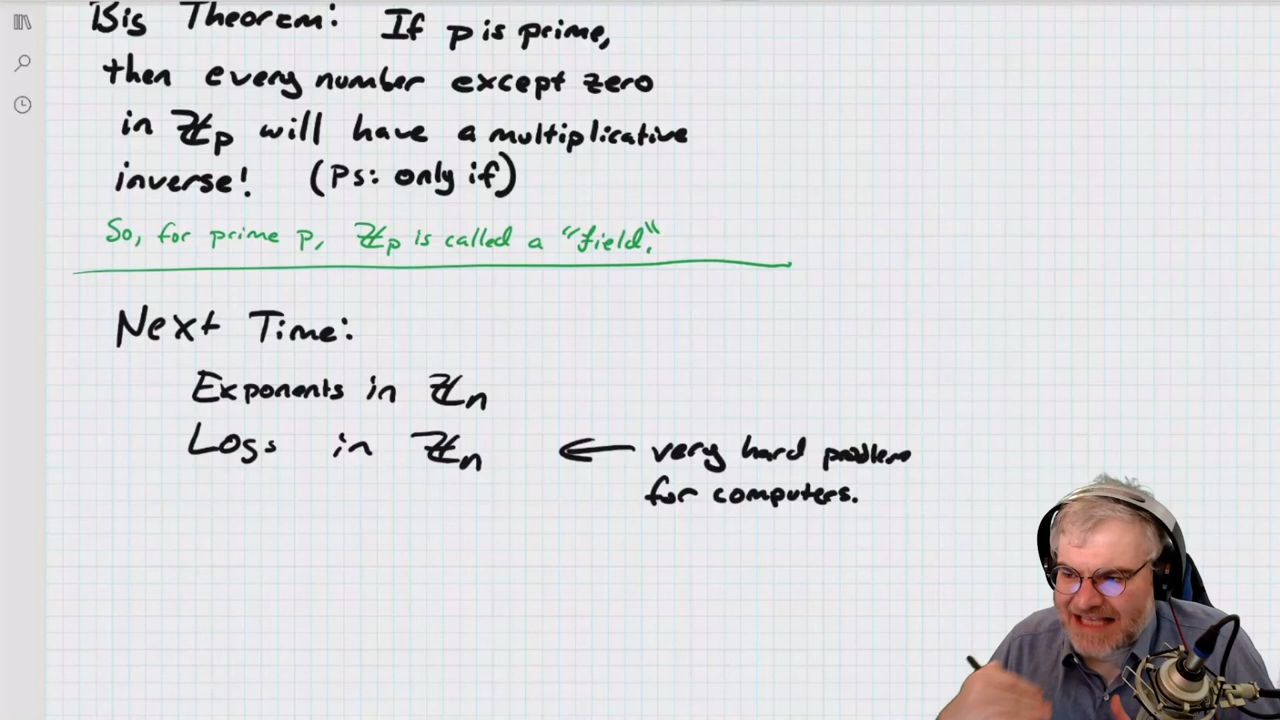 Big Theorem: If p is prime,
then every number except zero
in ℤp will have a multiplicative
inverse! (Ps: only if)
So, for prime p, ℤp is called a "field."
Next Time:
Exponents in ℤn
Logs in ℤn ← very hard problem
for computers.